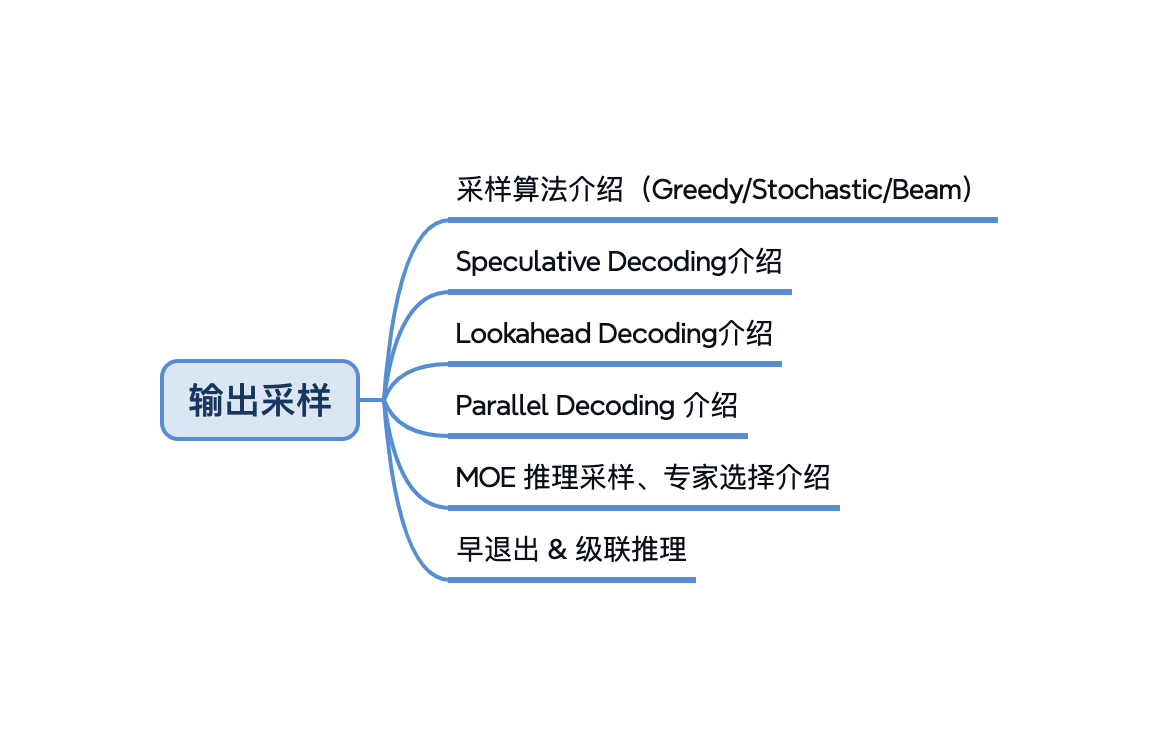 采样算法介绍（Greedy/Stochastic/Beam）
Speculative Decoding介绍
Lookahead Decoding介绍
输出采样
Parallel Decoding 介绍
MOE 推理采样、专家选择介绍
早退出 & 级联推理